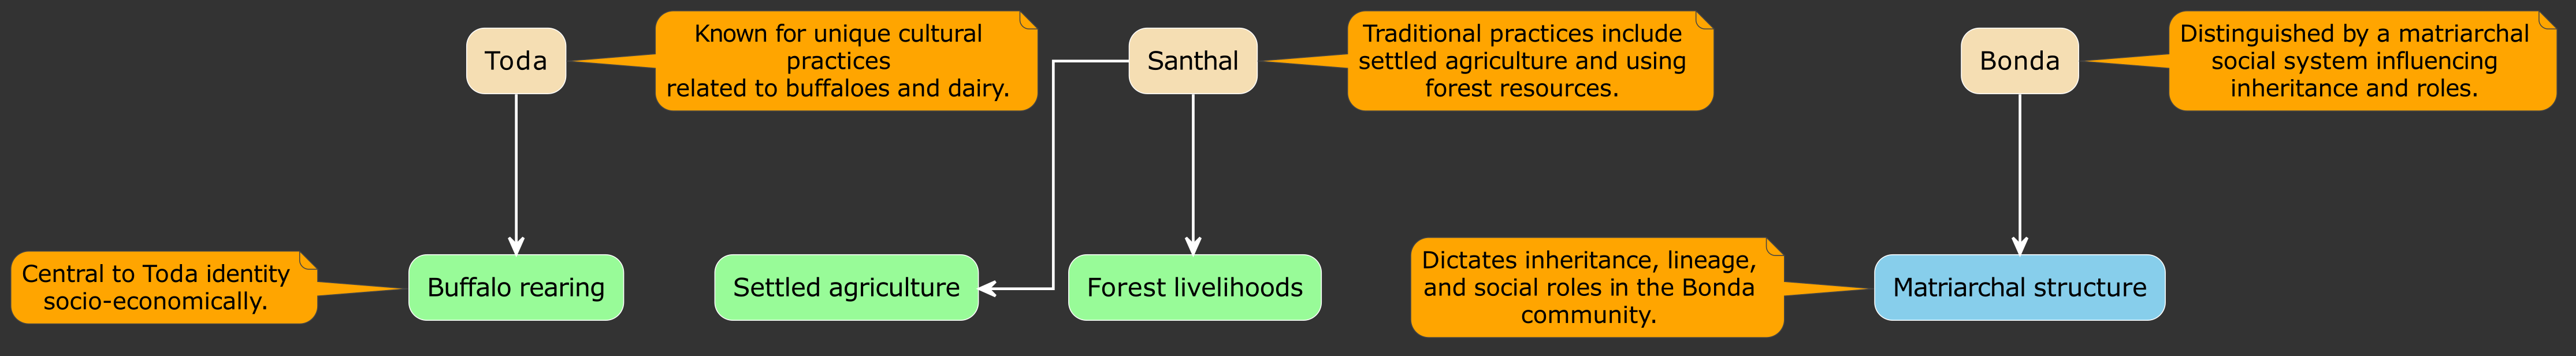 Toda
Known for unique cultural
practices
related to buffaloes and dairy.
Santhal
Traditional practices include
settled agriculture and using
forest resources.
Bonda
Distinguished by a matriarchal
social system influencing
inheritance and roles.
Central to Toda identity
socio-economically.
Buffalo rearing
Settled agriculture
Forest livelihoods
Dictates inheritance, lineage,
and social roles in the Bonda
community.
Matriarchal structure